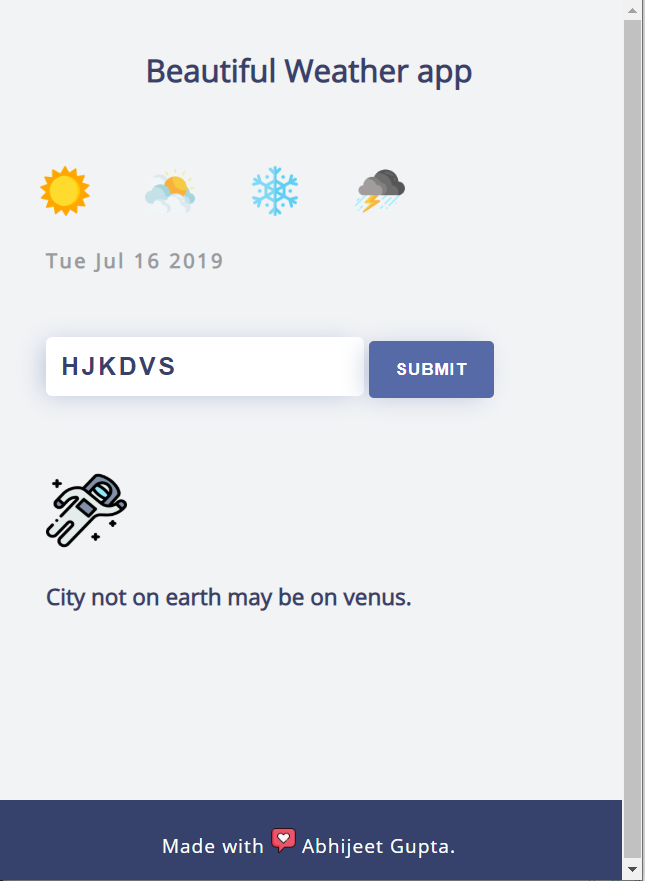 Beautiful Weather app
Tue Jul 16 2019
HJKDVS
SUBMIT
City not on earth may be on venus.
Made with Abhijeet Gupta.